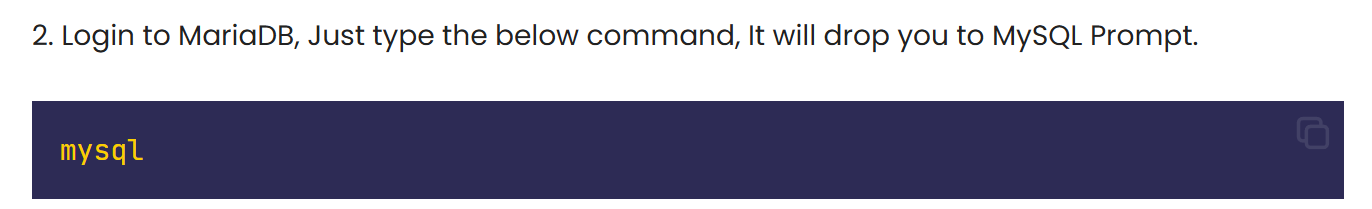 2. Login to MariaDB, Just type the below command, It will drop you to MySQL Prompt.
mysql